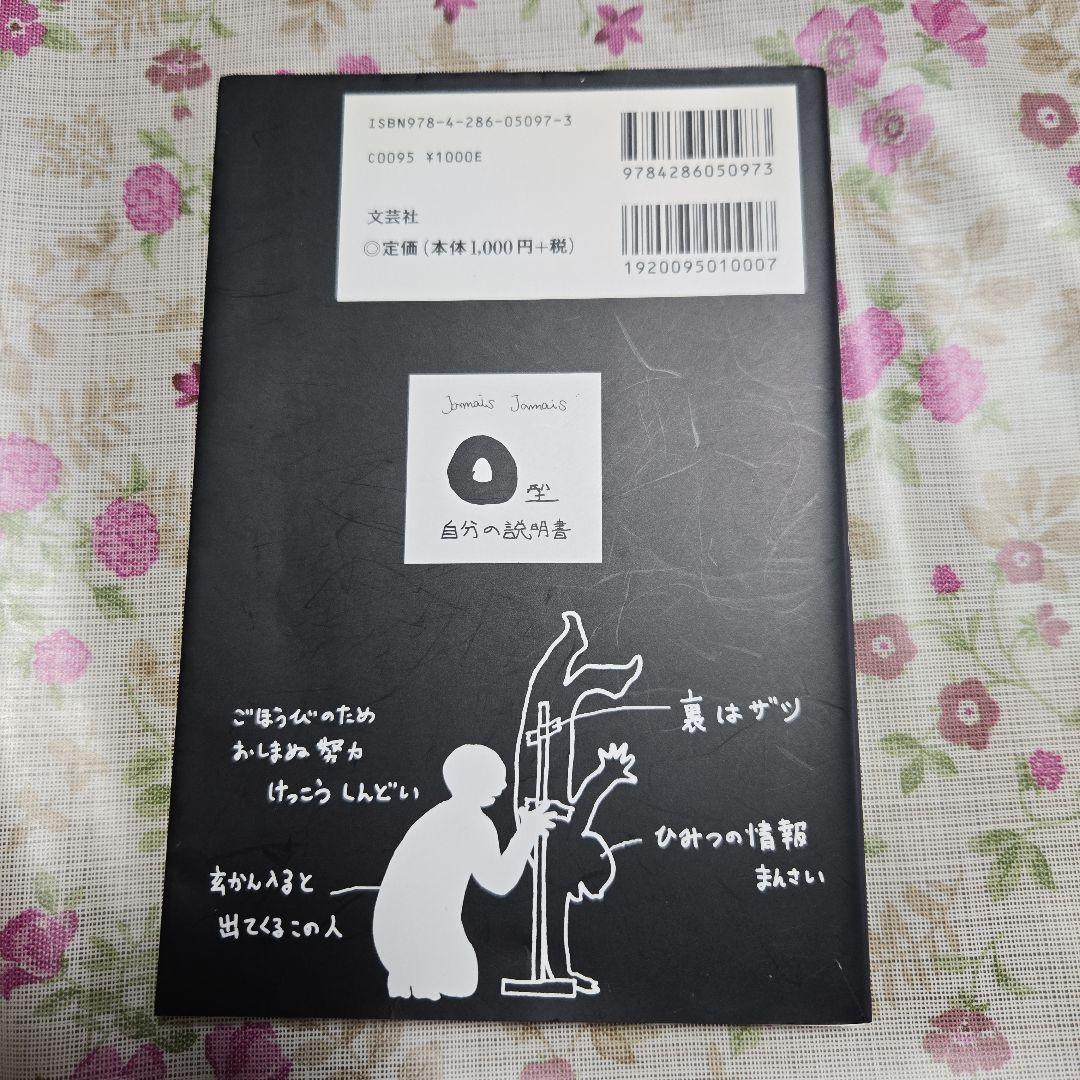 ISBN978-4-286-05097-3
C0095 ¥1000E
9784286050973
文芸社
◎定価(本体1,000円+税)
1920095010007
Jamais Jamais
O型
自分の説明書
裏はザツ
ごほうびのため
おしまぬ努力
けっこうしんどい
ひみつの情報
まんさい
玄かん入ると
出てくるこの人